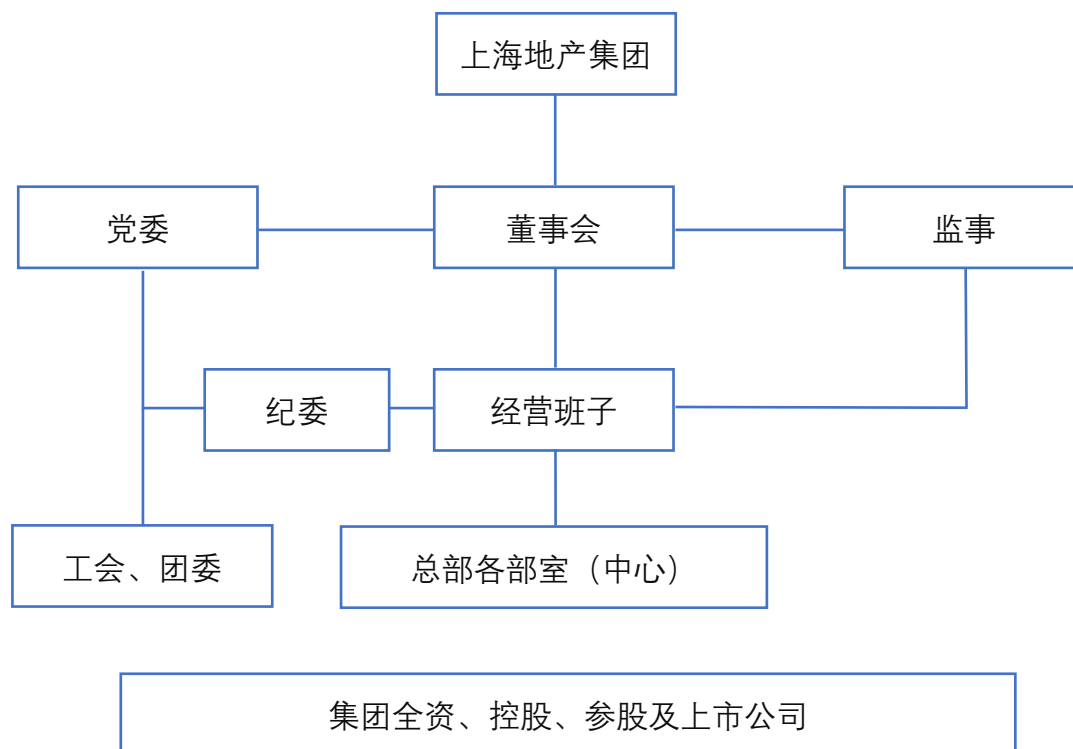 上海地产集团
党委
董事会
监事
纪委
经营班子
工会、团委
总部各部室（中心）
集团全资、控股、参股及上市公司